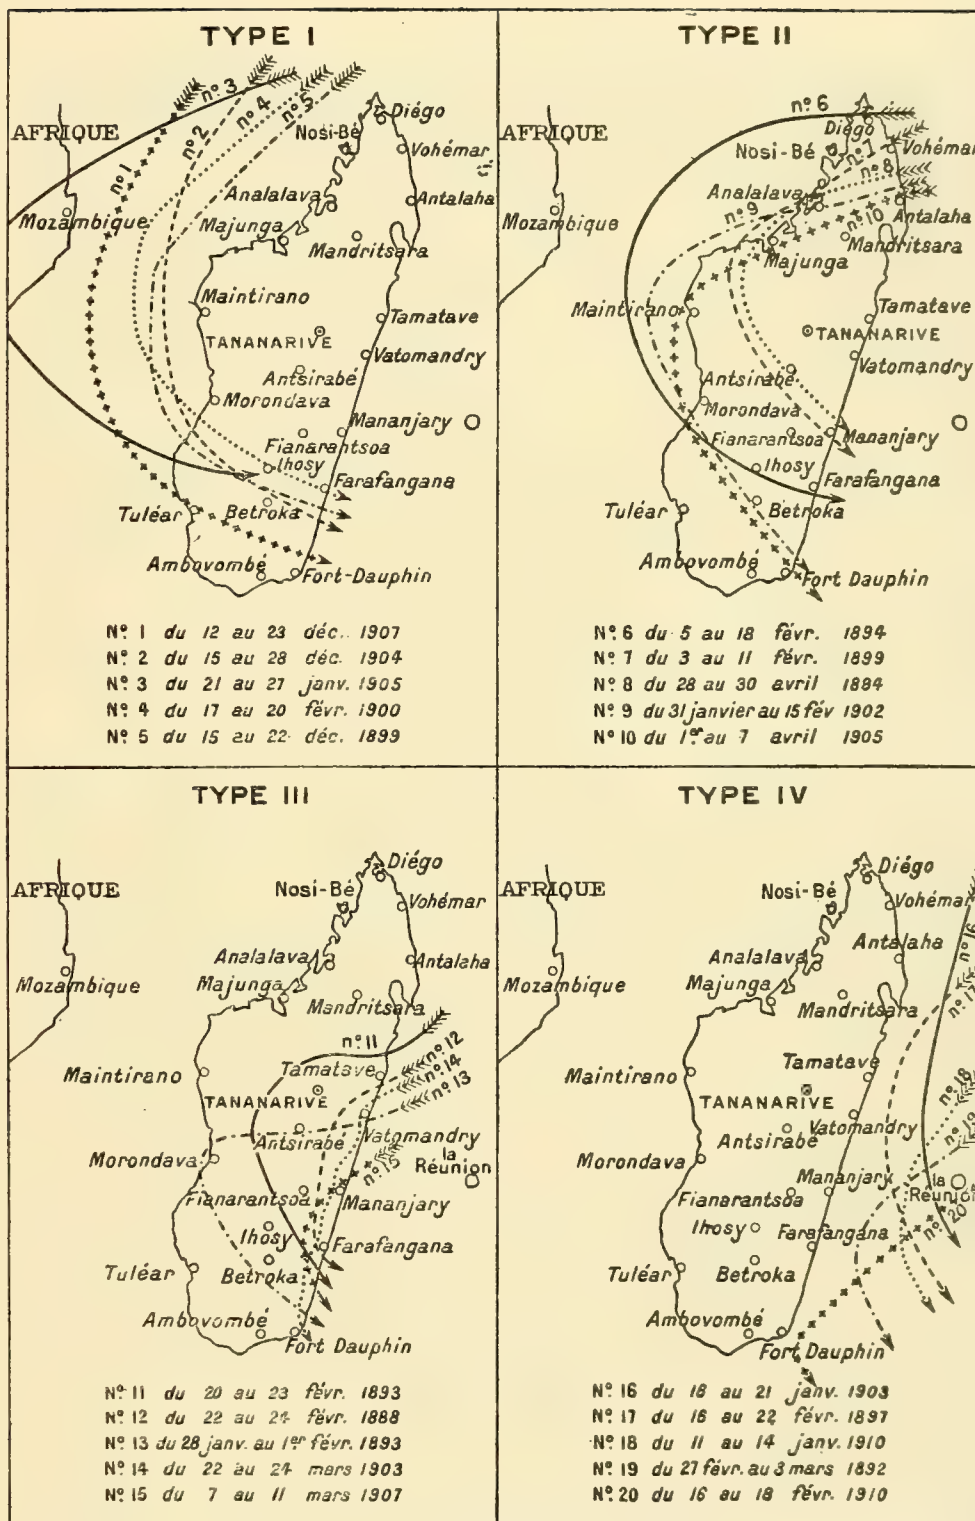 TYPE I
n° 3
n° 4
n° 5
n° 2
n° 1
AFRIQUE
Mozambique
Diégo
Nosi-Bé
Vohémar
Analalava
Antalaha
Majunga
Mandritsara
Maintirano
Tamatave
TANANARIVE
Vatomandry
Antsirabé
Morondava
Mananjary
Fianarantsoa
Ihosy
Farafangana
Tuléar
Betroka
Ambovombé
Fort-Dauphin
N° 1 du 12 au 23 déc. 1907
N° 2 du 15 au 28 déc. 1904
N° 3 du 21 au 27 janv. 1905
N° 4 du 17 au 20 févr. 1900
N° 5 du 15 au 22 déc. 1899
TYPE II
n° 6
AFRIQUE
Diégo
Nosi-Bé
n° 7
Vohémar
n° 8
Analalava
n° 9
n° 10
Antalaha
Mozambique
Mandritsara
Majunga
Maintirano
Tamatave
TANANARIVE
Vatomandry
Antsirabé
Morondava
Fianarantsoa
Mananjary
Ihosy
Farafangana
Tuléar
Betroka
Ambovombé
Fort Dauphin
N° 6 du 5 au 18 févr. 1894
N° 7 du 3 au 11 févr. 1899
N° 8 du 28 au 30 avril 1884
N° 9 du 31 janvier au 15 fév 1902
N° 10 du 1er au 7 avril 1905
TYPE III
Diégo
AFRIQUE
Nosi-Bé
Vohémar
Analalava
Antalaha
Mozambique
Majunga
Mandritsara
n° 11
n° 12
n° 14
n° 13
Maintirano
Tamatave
TANANARIVE
Antsirabé
Vatomandry
Morondava
n° 15
la
Réunion
Fianarantsoa
Mananjary
Ihosy
Farafangana
Tuléar
Betroka
Ambovombé
Fort Dauphin
N° 11 du 20 au 23 févr. 1893
N° 12 du 22 au 24 févr. 1888
N° 13 du 28 janv. au 1er févr. 1893
N° 14 du 22 au 24 mars 1903
N° 15 du 7 au 11 mars 1907
TYPE IV
Diégo
AFRIQUE
Nosi-Bé
Vohémar
n° 16
Antalaha
Analalava
Mozambique
Majunga
n° 17
Mandritsara
Maintirano
Tamatave
n° 18
TANANARIVE
n° 19
Vatomandry
Antsirabé
Morondava
Mananjary
la
Réunion
Fianarantsoa
n° 20
Ihosy
Farafangana
Tuléar
Betroka
Ambovombé
Fort Dauphin
N° 16 du 18 au 21 janv. 1903
N° 17 du 16 au 22 févr. 1897
N° 18 du 11 au 14 janv. 1910
N° 19 du 27 févr. au 3 mars 1892
N° 20 du 16 au 18 févr. 1910